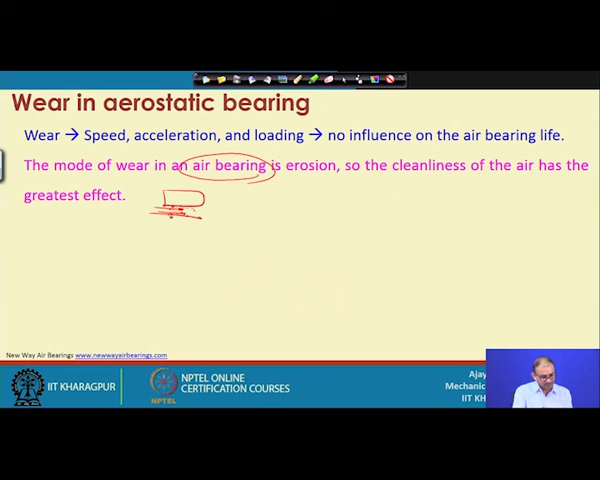 Wear in aerostatic bearing
Wear → Speed, acceleration, and loading → no influence on the air bearing life.
The mode of wear in an air bearing is erosion, so the cleanliness of the air has the
greatest effect.
New Way Air Bearings www.newwayairbearings.com
IIT KHARAGPUR
NPTEL
NPTEL ONLINE
CERTIFICATION COURSES
Ajay
Mechanic
IIT KH